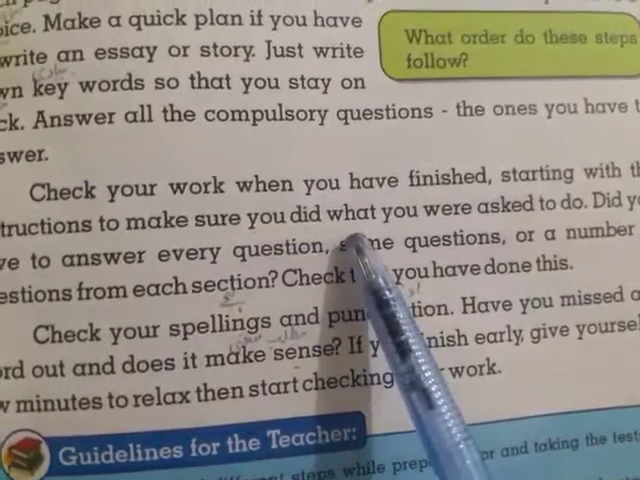 oice. Make a quick plan if you have
write an essay or story. Just write
wn key words so that you stay on
ck. Answer all the compulsory questions - the ones you have t
swer.
What order do these steps
follow?
Check your work when you have finished, starting with th
tructions to make sure you did what you were asked to do. Did y
ve to answer every question, some questions, or a number
estions from each section? Check t you have done this.
Check your spellings and pun tion. Have you missed a
ord out and does it make sense? If y nish early, give yourse
w minutes to relax then start checking work.
Guidelines for the Teacher:
steps while prep or and taking the test